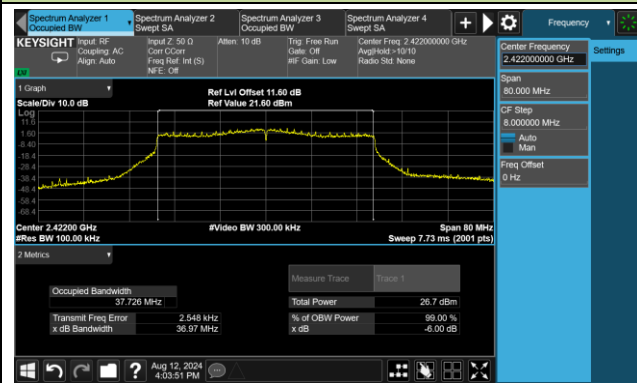 Spectrum Analyzer 1
Occupied BW
Spectrum Analyzer 2
Swept SA
Spectrum Analyzer 3
Occupied BW
Spectrum Analyzer 4
Swept SA
Frequency
KEYSIGHT
Input: RF
Coupling: AC
Align: Auto
Input Z: 50 Ω
Corr CCorr
Freq Ref: Int (S)
NFE: Off
Atten: 10 dB
Trig: Free Run
Gate: Off
#IF Gain: Low
Center Freq: 2.422000000 GHz
Avg|Hold:>10/10
Radio Std: None
Center Frequency
2.422000000 GHz
Settings
Span
80.000 MHz
CF Step
8.000000 MHz
Auto
Man
Freq Offset
0 Hz
1 Graph
Scale/Div 10.0 dB
Ref Lvl Offset 11.60 dB
Ref Value 21.60 dBm
Log
11.6
1.60
-8.40
-18.4
-28.4
-38.4
-48.4
-58.4
-68.4
Center 2.42200 GHz
#Video BW 300.00 kHz
Span 80 MHz
#Res BW 100.00 kHz
Sweep 7.73 ms (2001 pts)
2 Metrics
Measure Trace
Trace 1
Occupied Bandwidth
37.726 MHz
Total Power
26.7 dBm
Transmit Freq Error
2.548 kHz
% of OBW Power
99.00 %
x dB Bandwidth
36.97 MHz
x dB
-6.00 dB
Aug 12, 2024
4:03:51 PM